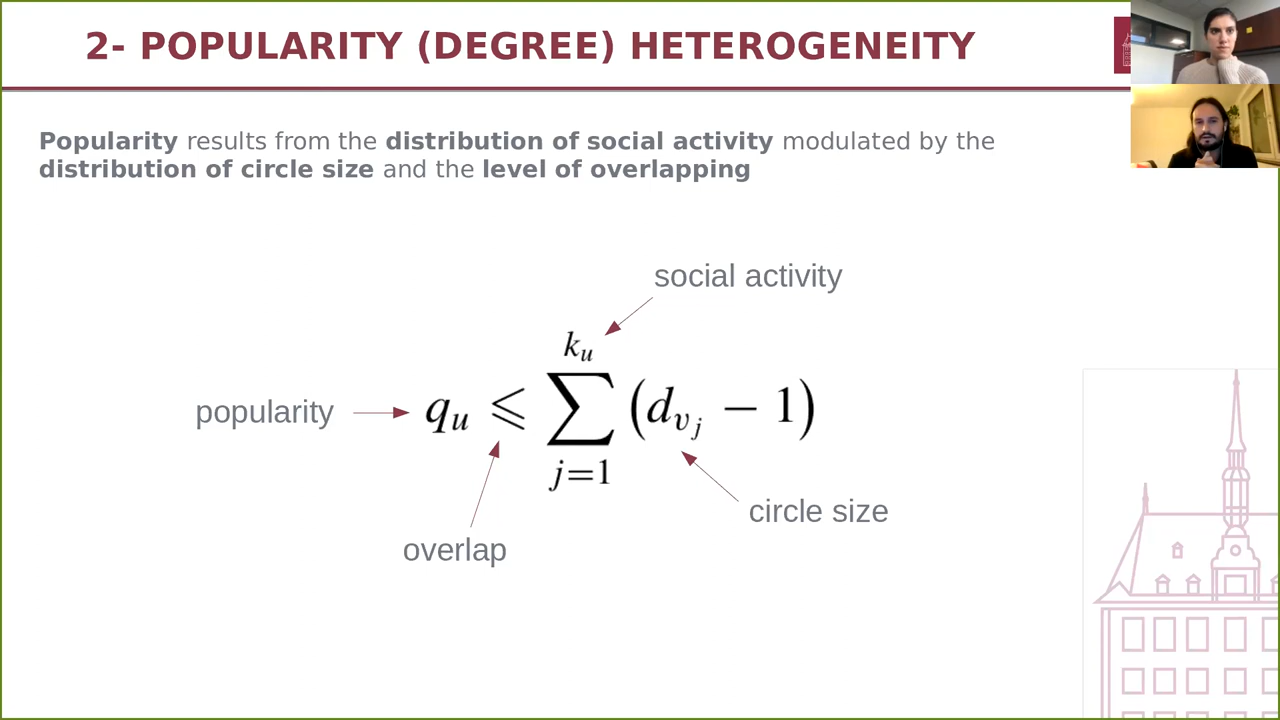 2- POPULARITY (DEGREE) HETEROGENEITY
Popularity results from the distribution of social activity modulated by the
distribution of circle size and the level of overlapping
social activity
popularity
q_u ⩽ ∑_{j=1}^{k_u} (d_{v_j} − 1)
circle size
overlap